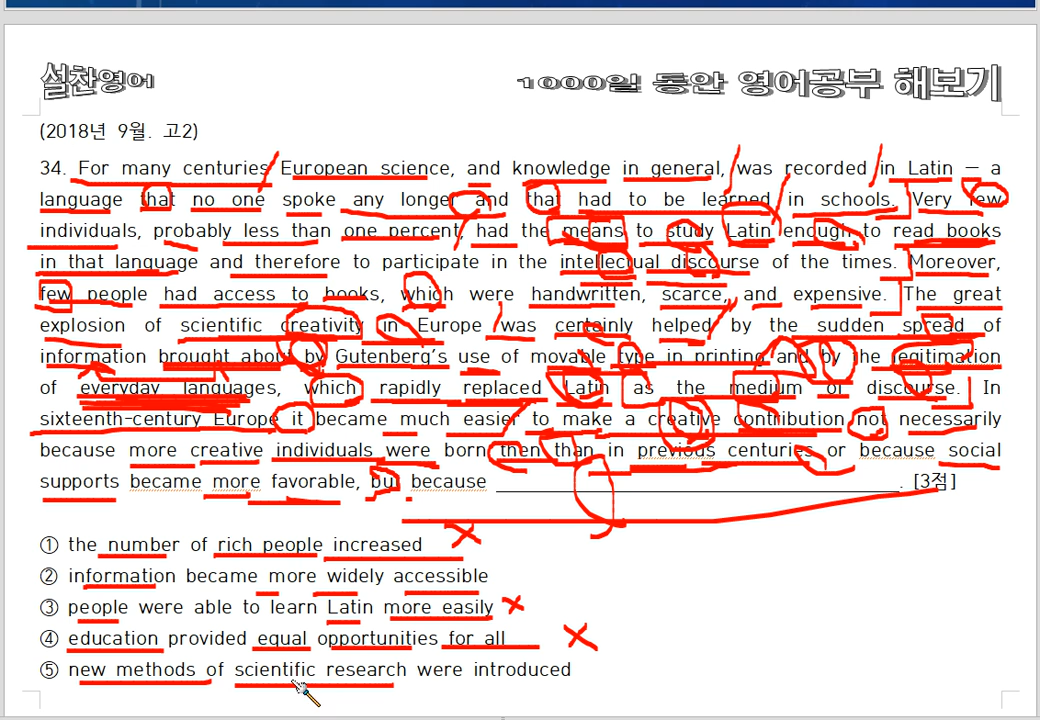 설찬영어
1000일 동안 영어공부 해보기
(2018년 9월. 고2)
34. For many centuries European science, and knowledge in general, was recorded in Latin – a
language that no one spoke any longer and that had to be learned in schools. Very few
individuals, probably less than one percent, had the means to study Latin enough to read books
in that language and therefore to participate in the intellectual discourse of the times. Moreover,
few people had access to books, which were handwritten, scarce, and expensive. The great
explosion of scientific creativity in Europe was certainly helped by the sudden spread of
information brought about by Gutenberg's use of movable type in printing and by the legitimation
of everyday languages, which rapidly replaced Latin as the medium of discourse. In
sixteenth-century Europe it became much easier to make a creative contribution not necessarily
because more creative individuals were born then than in previous centuries or because social
supports became more favorable, but because ______________________________. [3점]
① the number of rich people increased
② information became more widely accessible
③ people were able to learn Latin more easily
④ education provided equal opportunities for all
⑤ new methods of scientific research were introduced